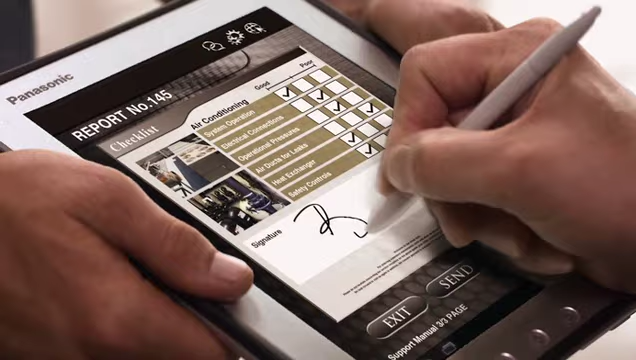 Panasonic
REPORT No.145
Checklist
Air Conditioning
Good
Poor
System Operation
Electrical Connections
Operational Pressures
Air Ducts for Leaks
Heat Exchanger
Safety Controls
Signature
EXIT
SEND
Support Manual 3/3 PAGE